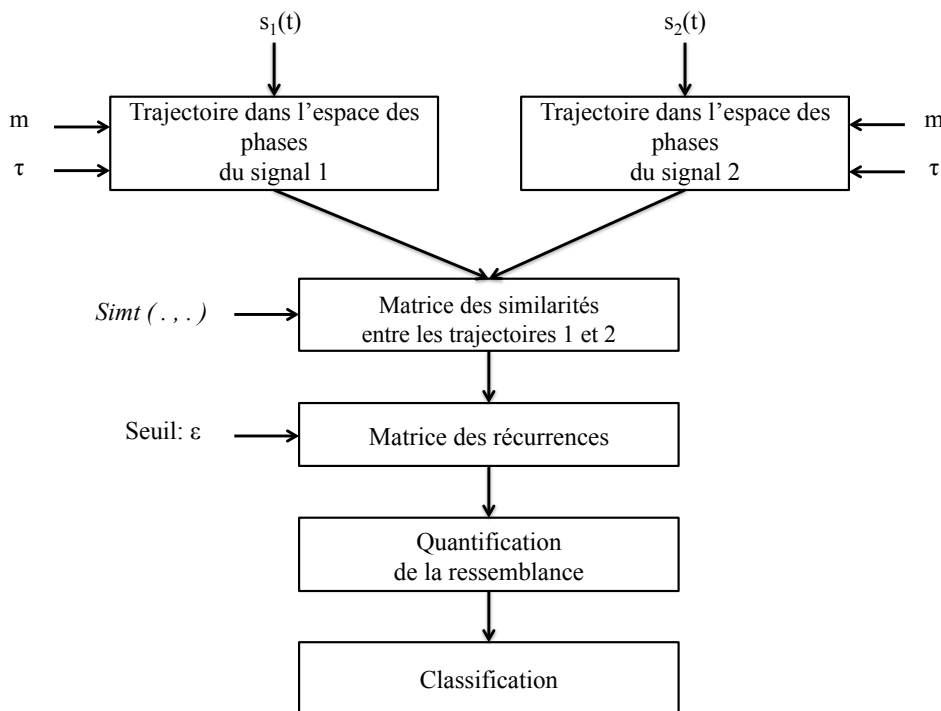 s₁(t)
s₂(t)
m
τ
Trajectoire dans l'espace des
phases
du signal 1
Trajectoire dans l'espace des
phases
du signal 2
m
τ
Simt ( . , . )
Matrice des similarités
entre les trajectoires 1 et 2
Seuil: ε
Matrice des récurrences
Quantification
de la ressemblance
Classification